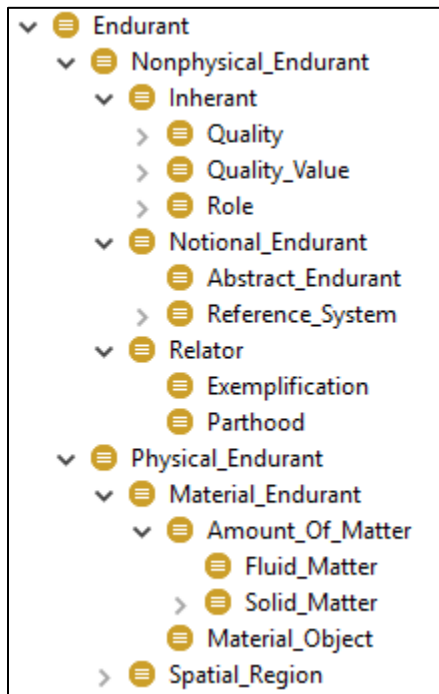 Endurant
Nonphysical_Endurant
Inherant
Quality
Quality_Value
Role
Notional_Endurant
Abstract_Endurant
Reference_System
Relator
Exemplification
Parthood
Physical_Endurant
Material_Endurant
Amount_Of_Matter
Fluid_Matter
Solid_Matter
Material_Object
Spatial_Region